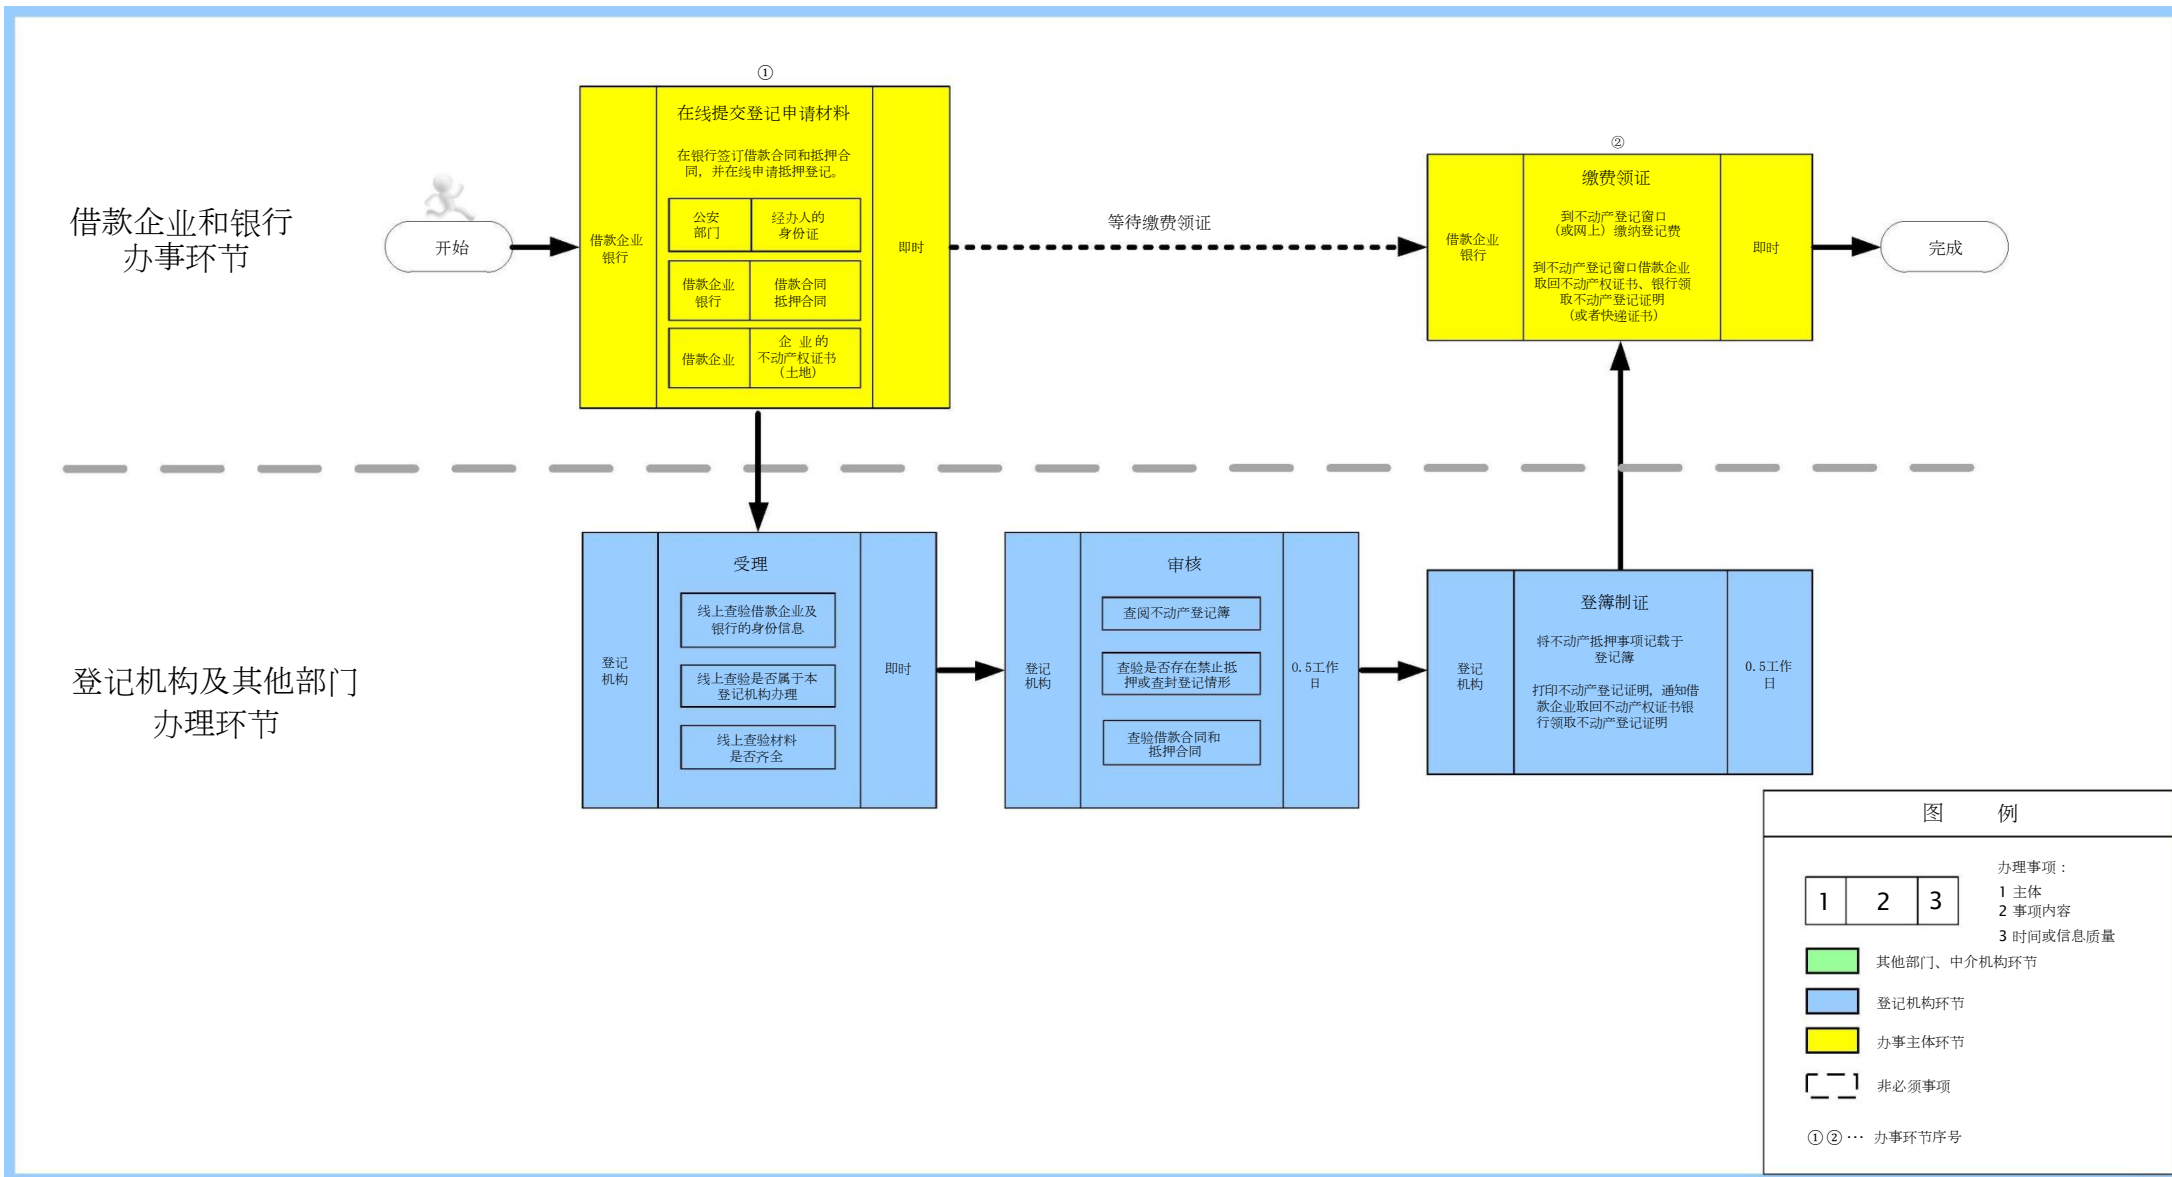 借款企业和银行
办事环节
开始
①
借款企业
银行
在线提交登记申请材料
在银行签订借款合同和抵押合
同，并在线申请抵押登记。
公安
部门
经办人的
身份证
借款企业
银行
借款合同
抵押合同
借款企业
企 业 的
不动产权证书
（土地）
即时
等待缴费领证
②
借款企业
银行
缴费领证
到不动产登记窗口
（或网上）缴纳登记费
到不动产登记窗口借款企业
取回不动产权证书、银行领
取不动产登记证明
（或者快递证书）
即时
完成
登记机构及其他部门
办理环节
登记
机构
受理
线上查验借款企业及
银行的身份信息
线上查验是否属于本
登记机构办理
线上查验材料
是否齐全
即时
登记
机构
审核
查阅不动产登记簿
查验是否存在禁止抵
押或查封登记情形
查验借款合同和
抵押合同
0.5工作
日
登记
机构
登簿制证
将不动产抵押事项记载于
登记簿
打印不动产登记证明，通知借
款企业取回不动产权证书银
行领取不动产登记证明
0.5工作
日
图 例
1 2 3
办理事项：
1 主体
2 事项内容
3 时间或信息质量
其他部门、中介机构环节
登记机构环节
办事主体环节
非必须事项
①②… 办事环节序号